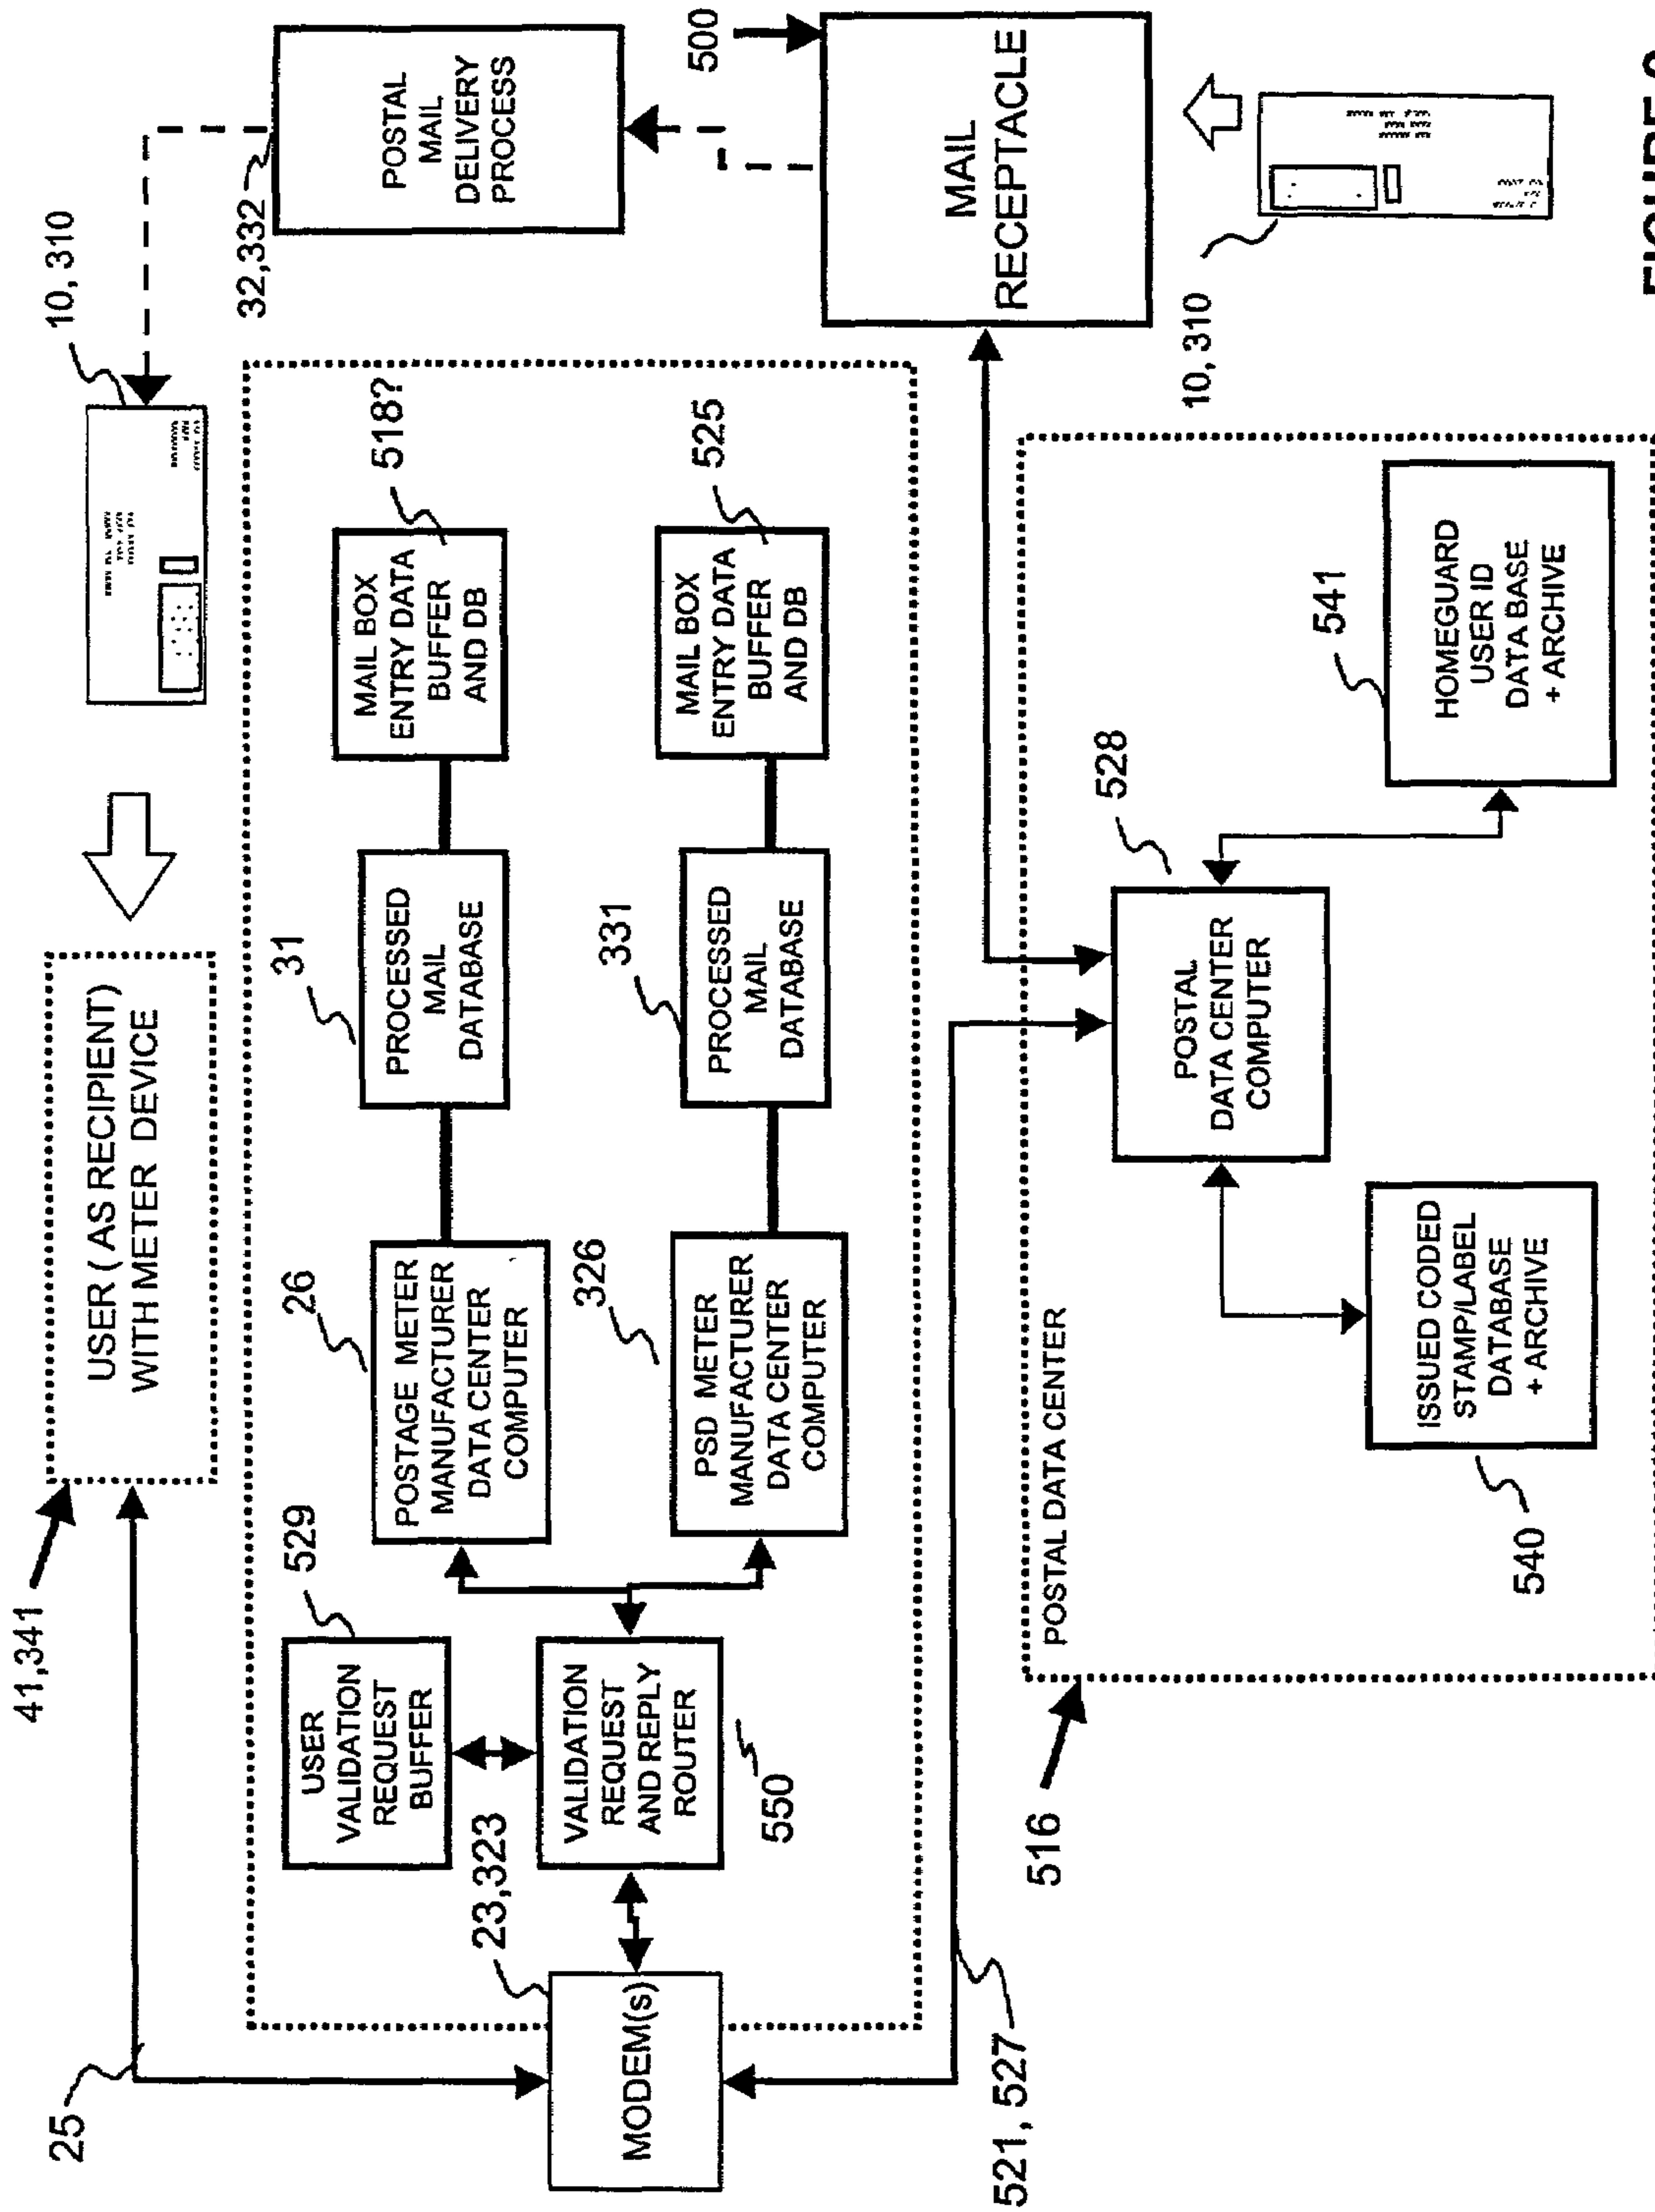 41,341
USER ( AS RECIPIENT)
WITH METER DEVICE
10, 310
25
32,332
POSTAL
MAIL
DELIVERY
PROCESS
500
MAIL
RECEPTACLE
10, 310
23,323
MODEM(s)
USER
VALIDATION
REQUEST
BUFFER
529
VALIDATION
REQUEST
AND REPLY
ROUTER
550
POSTAGE METER
MANUFACTURER
DATA CENTER
COMPUTER
26
PROCESSED
MAIL
DATABASE
31
MAIL BOX
ENTRY DATA
BUFFER
AND DB
518?
PSD METER
MANUFACTURER
DATA CENTER
COMPUTER
326
PROCESSED
MAIL
DATABASE
331
MAIL BOX
ENTRY DATA
BUFFER
AND DB
525
521, 527
516
POSTAL DATA CENTER
POSTAL
DATA CENTER
COMPUTER
528
ISSUED CODED
STAMP/LABEL
DATABASE
+ ARCHIVE
540
HOMEGUARD
USER ID
DATA BASE
+ ARCHIVE
541
FIGURE